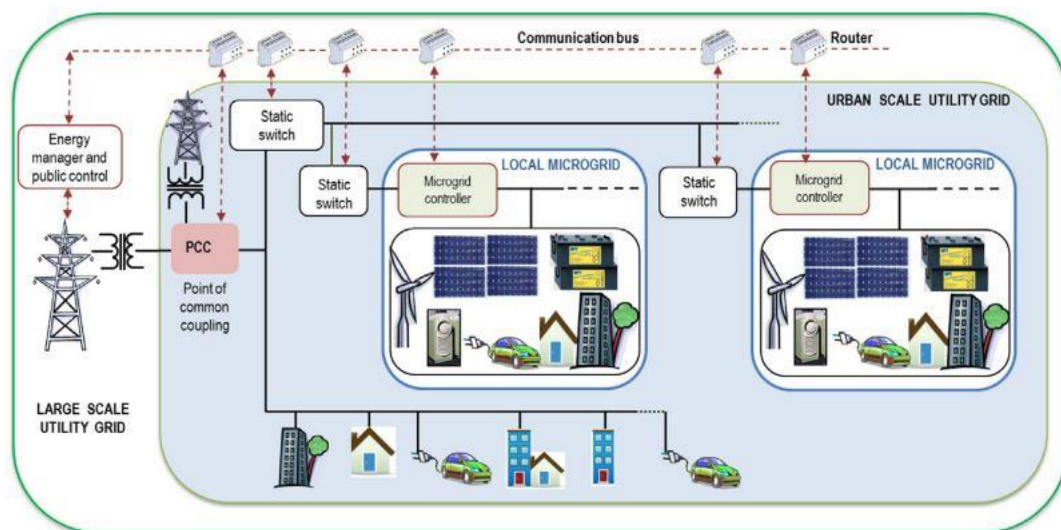 Communication bus
Router
URBAN SCALE UTILITY GRID
Static
switch
Energy
manager and
public control
LOCAL MICROGRID
LOCAL MICROGRID
Static
switch
Microgrid
controller
Static
switch
Microgrid
controller
PCC
Point of
common
coupling
LARGE SCALE
UTILITY GRID